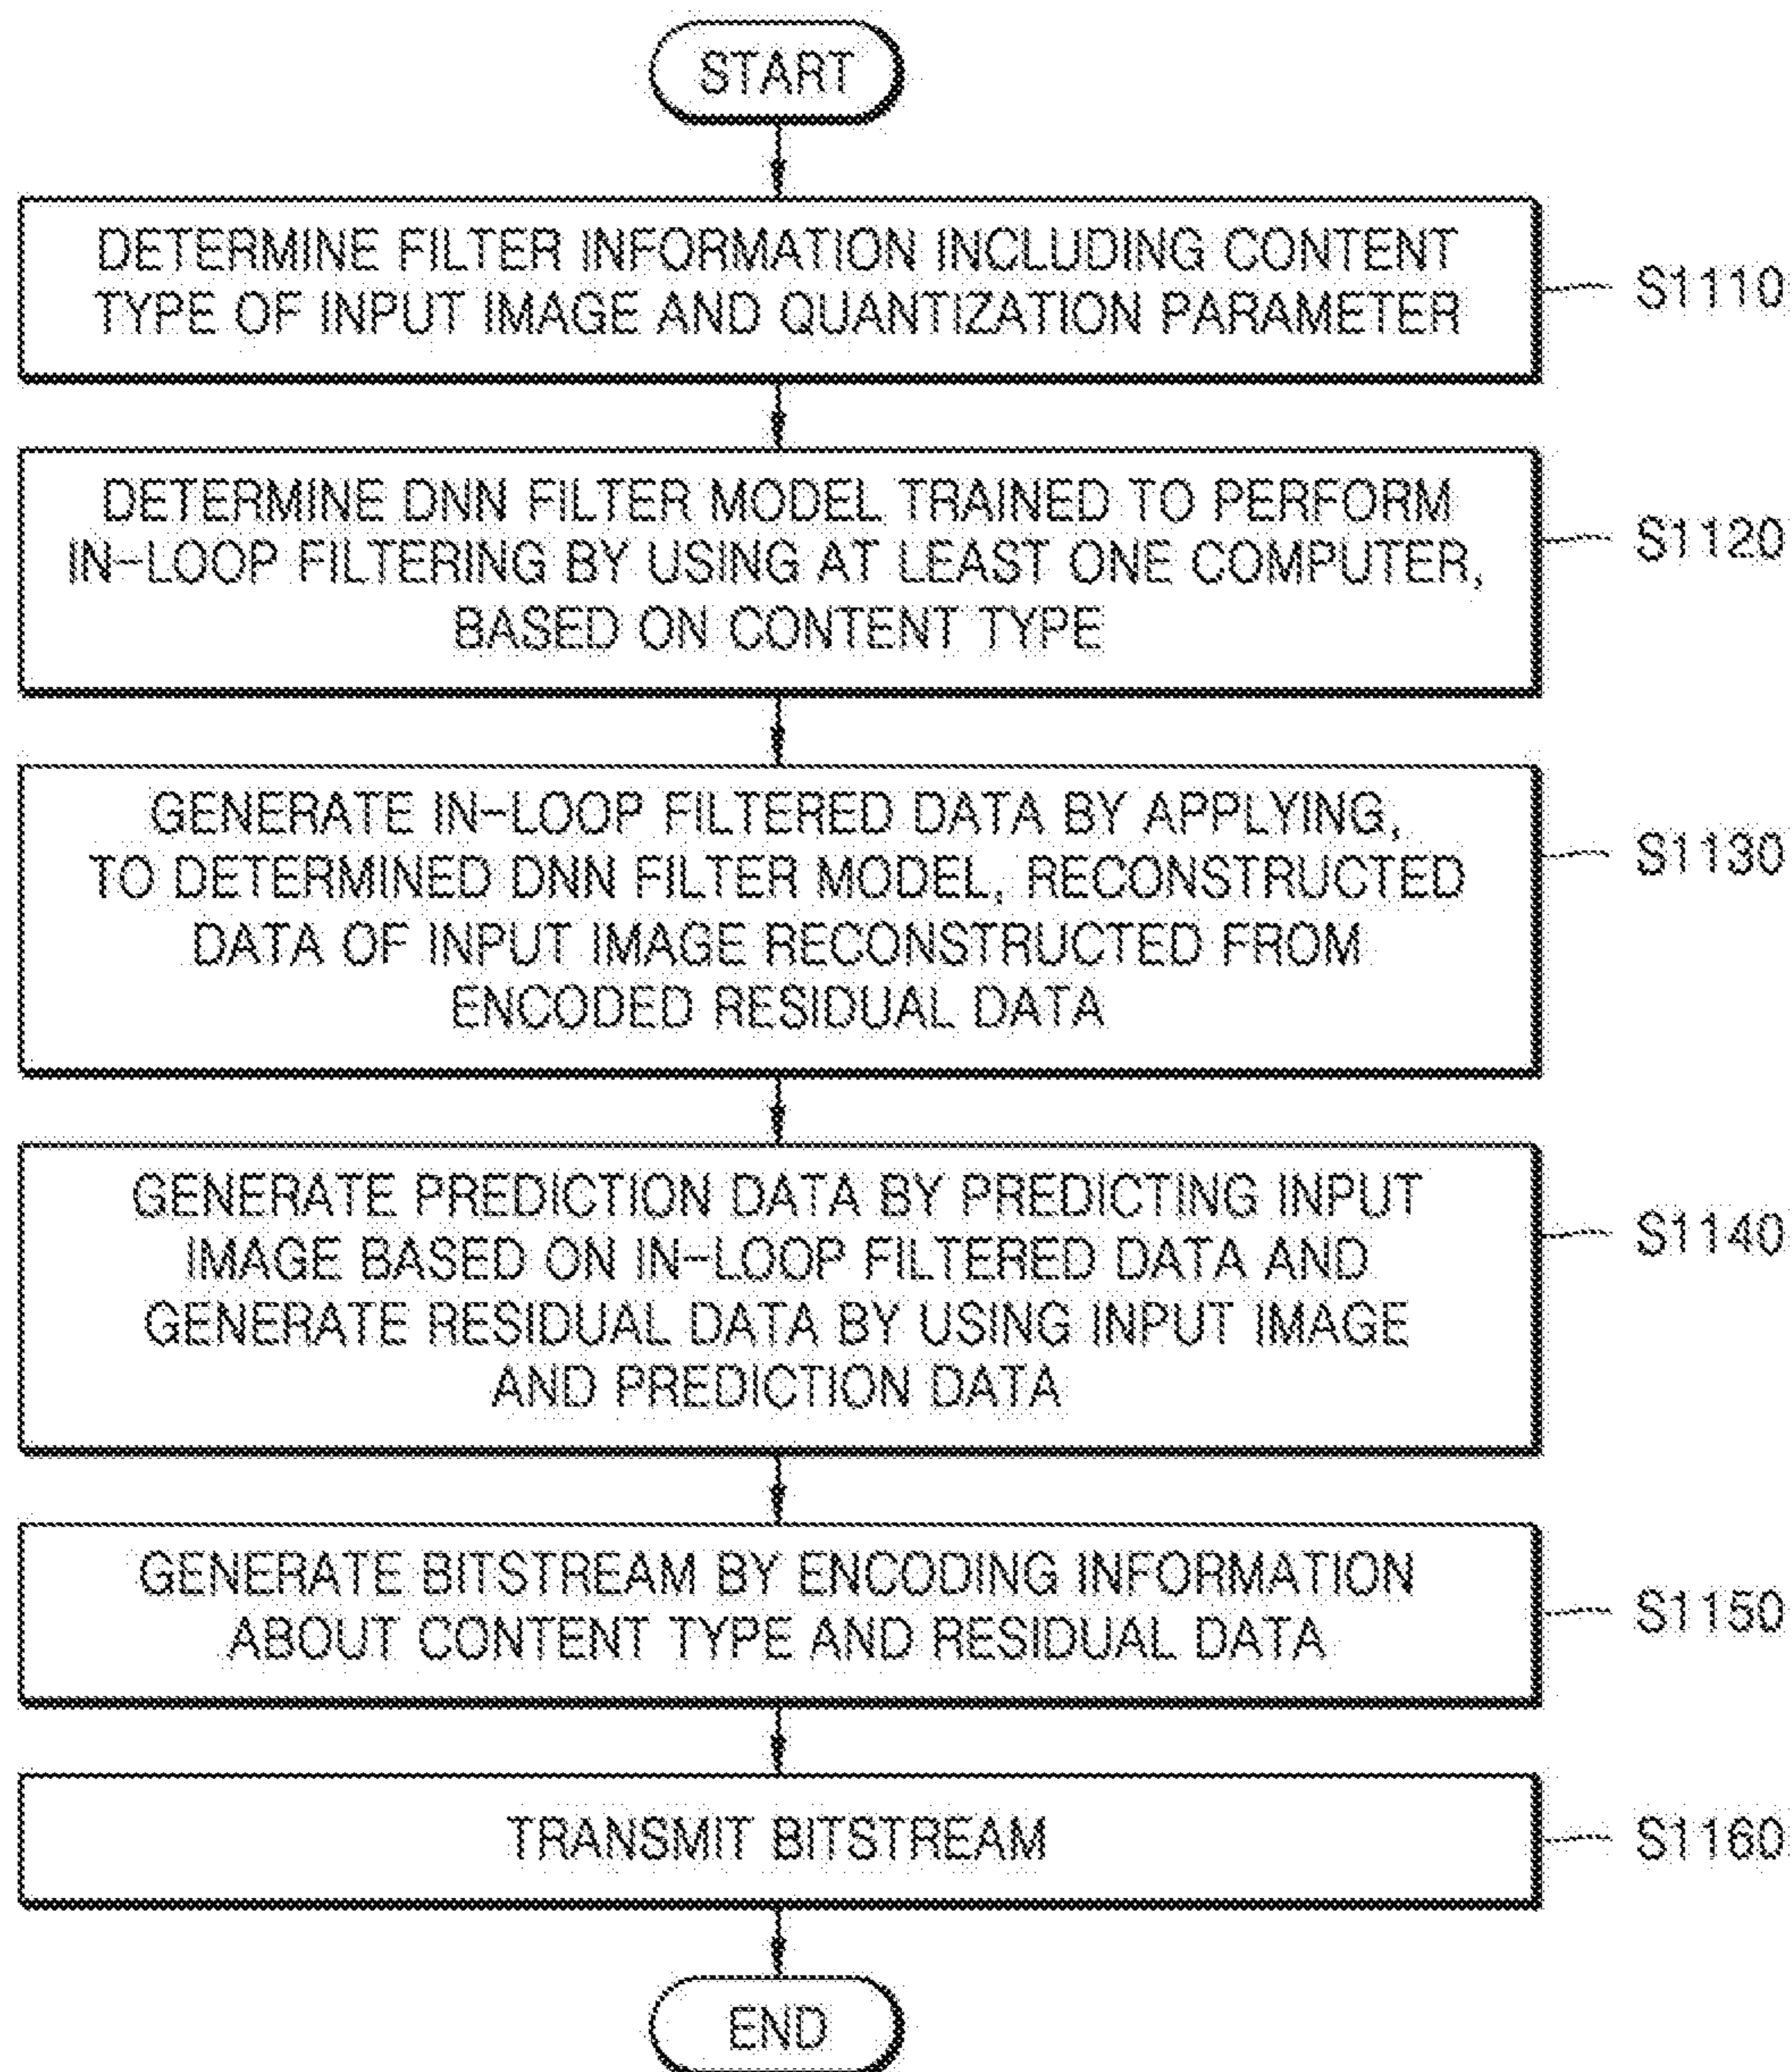 START
DETERMINE FILTER INFORMATION INCLUDING CONTENT
TYPE OF INPUT IMAGE AND QUANTIZATION PARAMETER
S1110
DETERMINE DNN FILTER MODEL TRAINED TO PERFORM
IN-LOOP FILTERING BY USING AT LEAST ONE COMPUTER,
BASED ON CONTENT TYPE
S1120
GENERATE IN-LOOP FILTERED DATA BY APPLYING,
TO DETERMINED DNN FILTER MODEL, RECONSTRUCTED
DATA OF INPUT IMAGE RECONSTRUCTED FROM
ENCODED RESIDUAL DATA
S1130
GENERATE PREDICTION DATA BY PREDICTING INPUT
IMAGE BASED ON IN-LOOP FILTERED DATA AND
GENERATE RESIDUAL DATA BY USING INPUT IMAGE
AND PREDICTION DATA
S1140
GENERATE BITSTREAM BY ENCODING INFORMATION
ABOUT CONTENT TYPE AND RESIDUAL DATA
S1150
TRANSMIT BITSTREAM
S1160
END